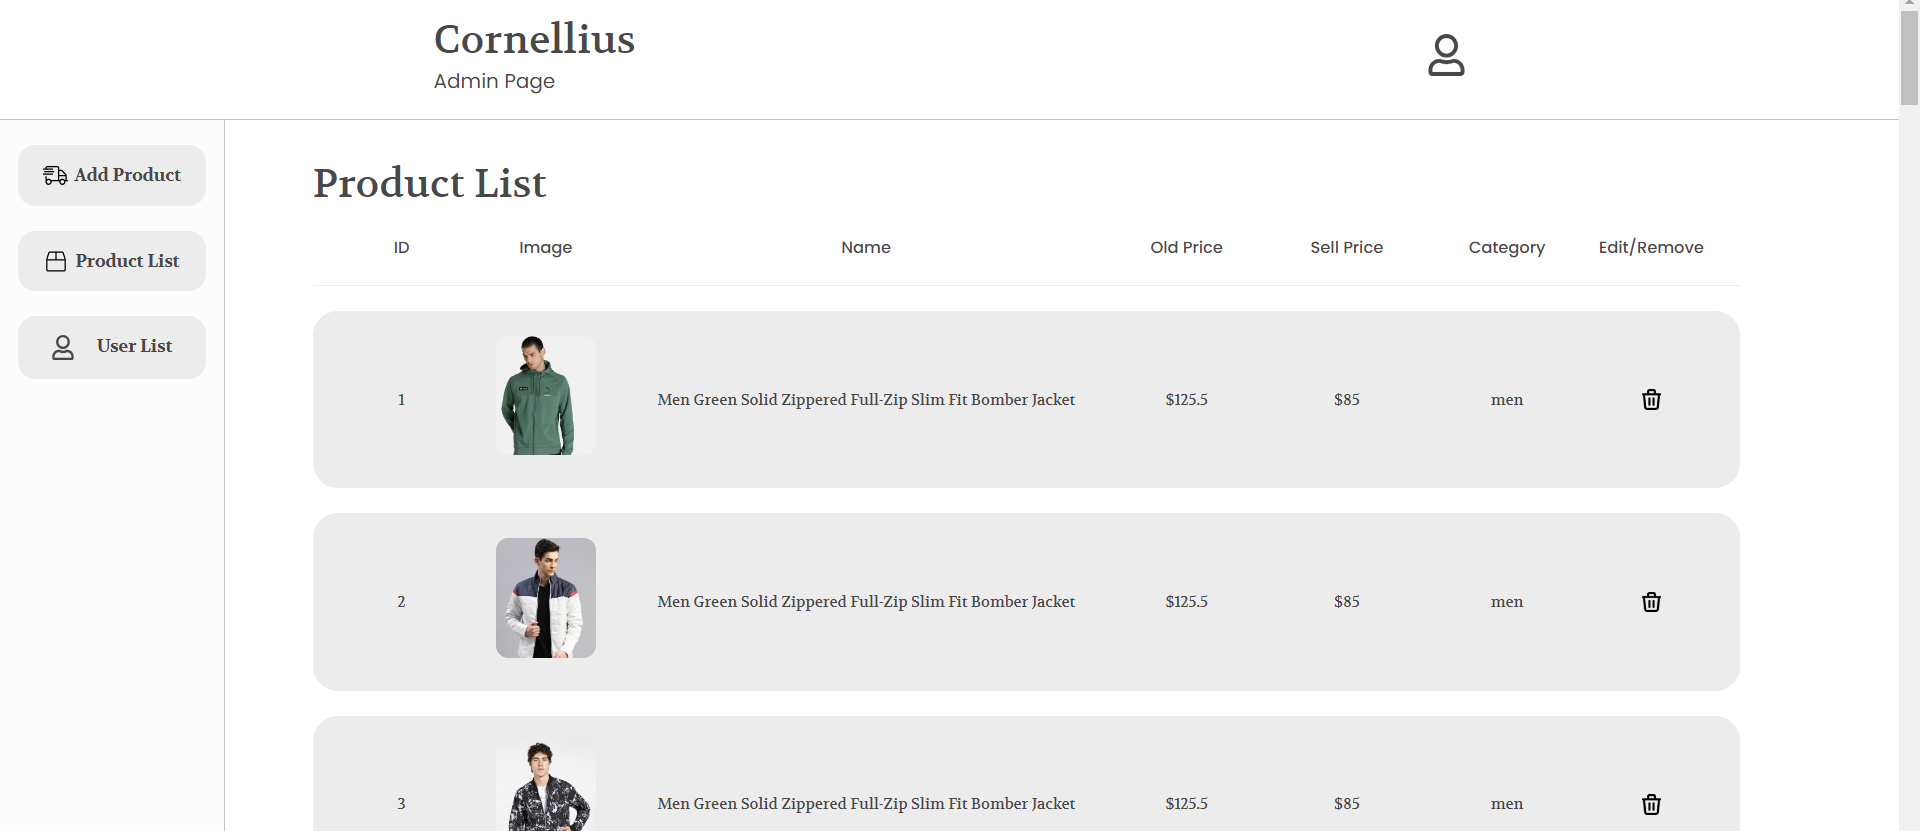 Cornellius
Admin Page
Add Product
Product List
User List
Product List
ID Image Name Old Price Sell Price Category Edit/Remove
1 Men Green Solid Zippered Full-Zip Slim Fit Bomber Jacket $125.5 $85 men
2 Men Green Solid Zippered Full-Zip Slim Fit Bomber Jacket $125.5 $85 men
3 Men Green Solid Zippered Full-Zip Slim Fit Bomber Jacket $125.5 $85 men